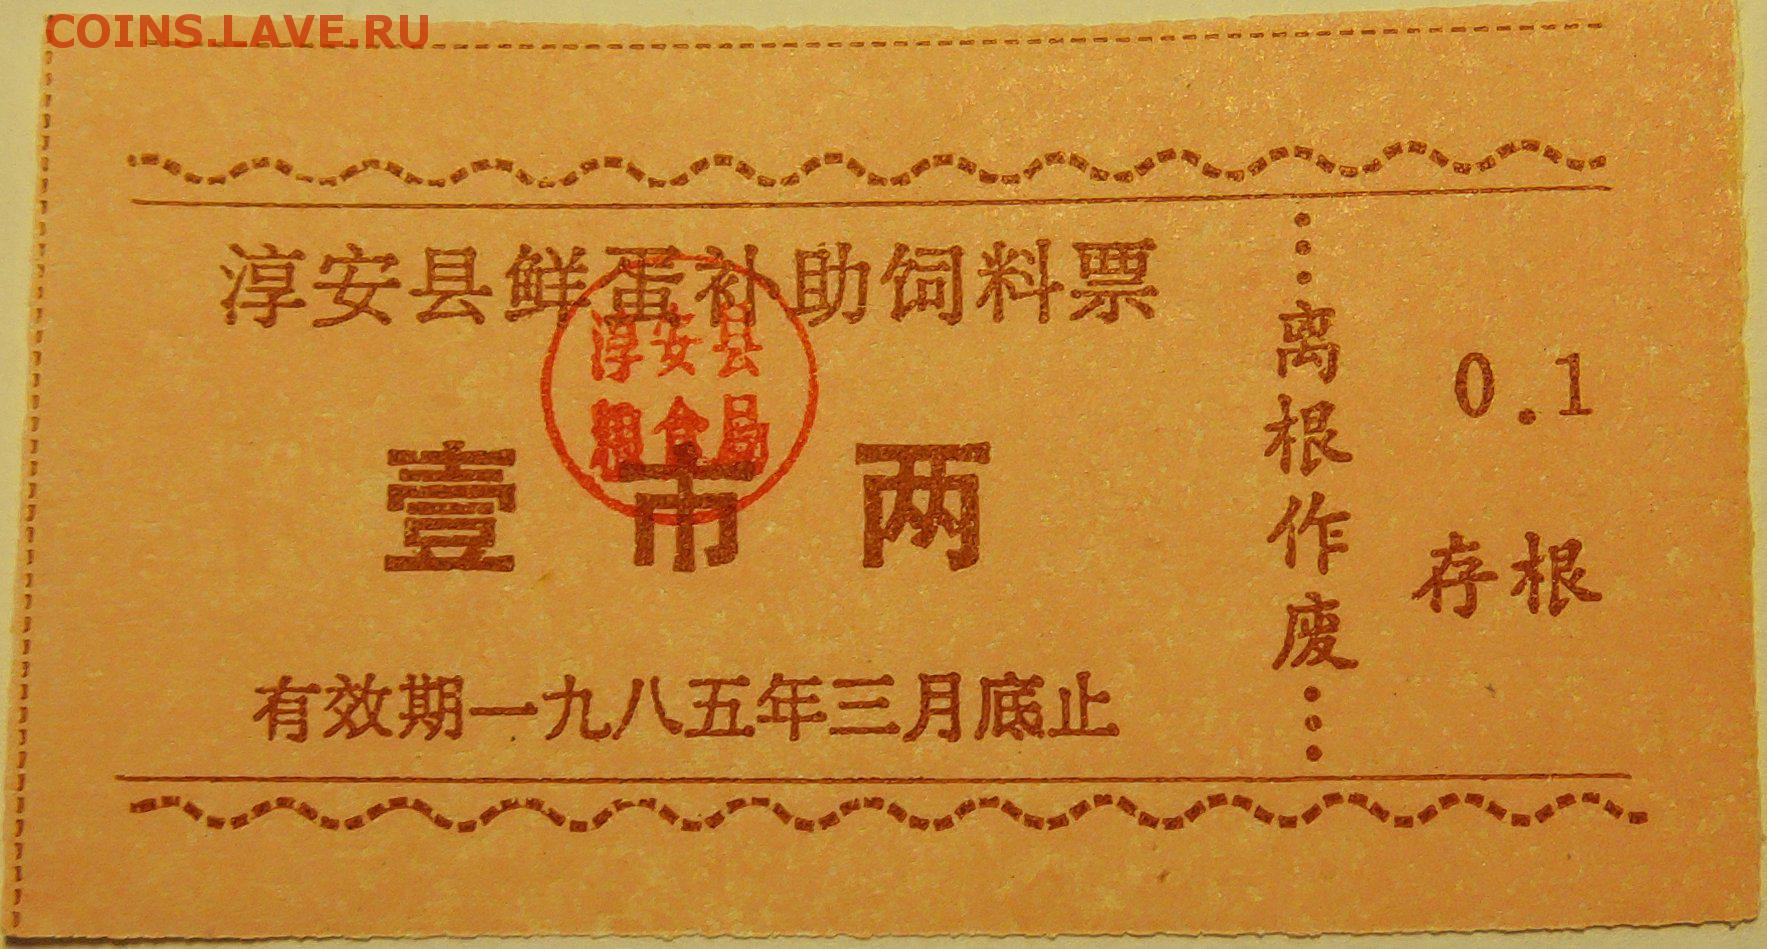 COINS.LAVE.RU
淳安县鲜蛋补助饲料票
淳安县
粮食局
壹市两
有效期一九八五年三月底止
离根作废
0.1
存根